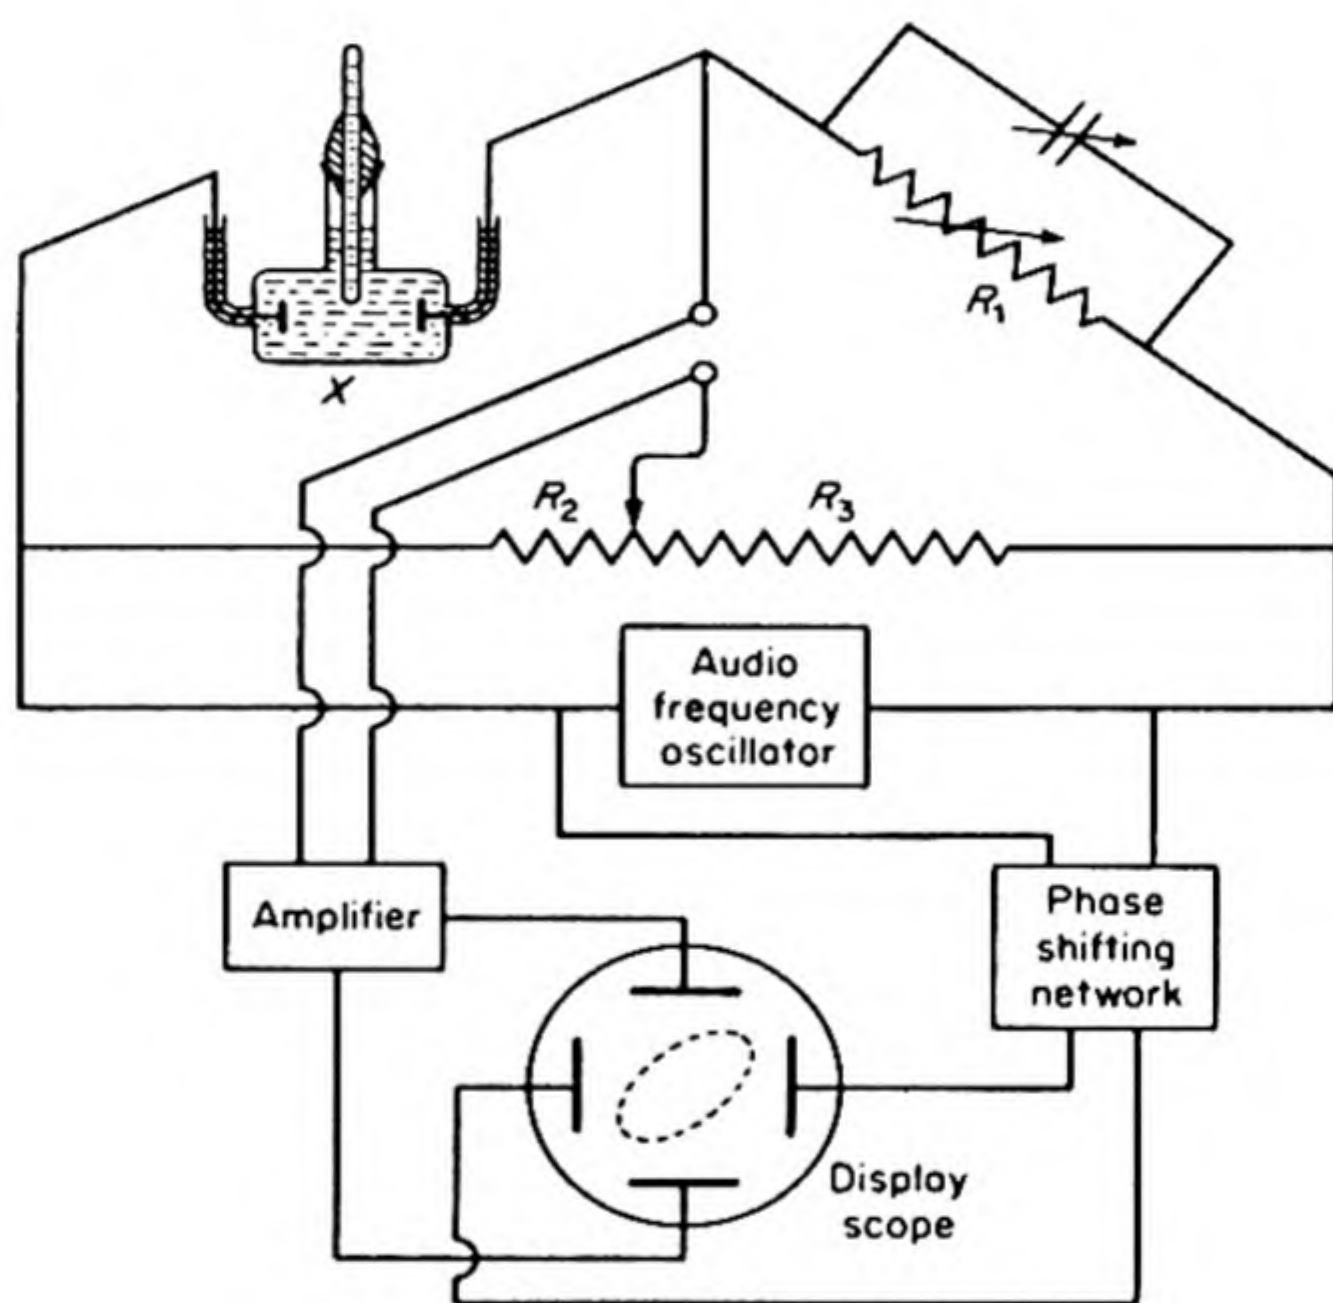 X
R1
R2
R3
Audio
frequency
oscillator
Amplifier
Phase
shifting
network
Display
scope